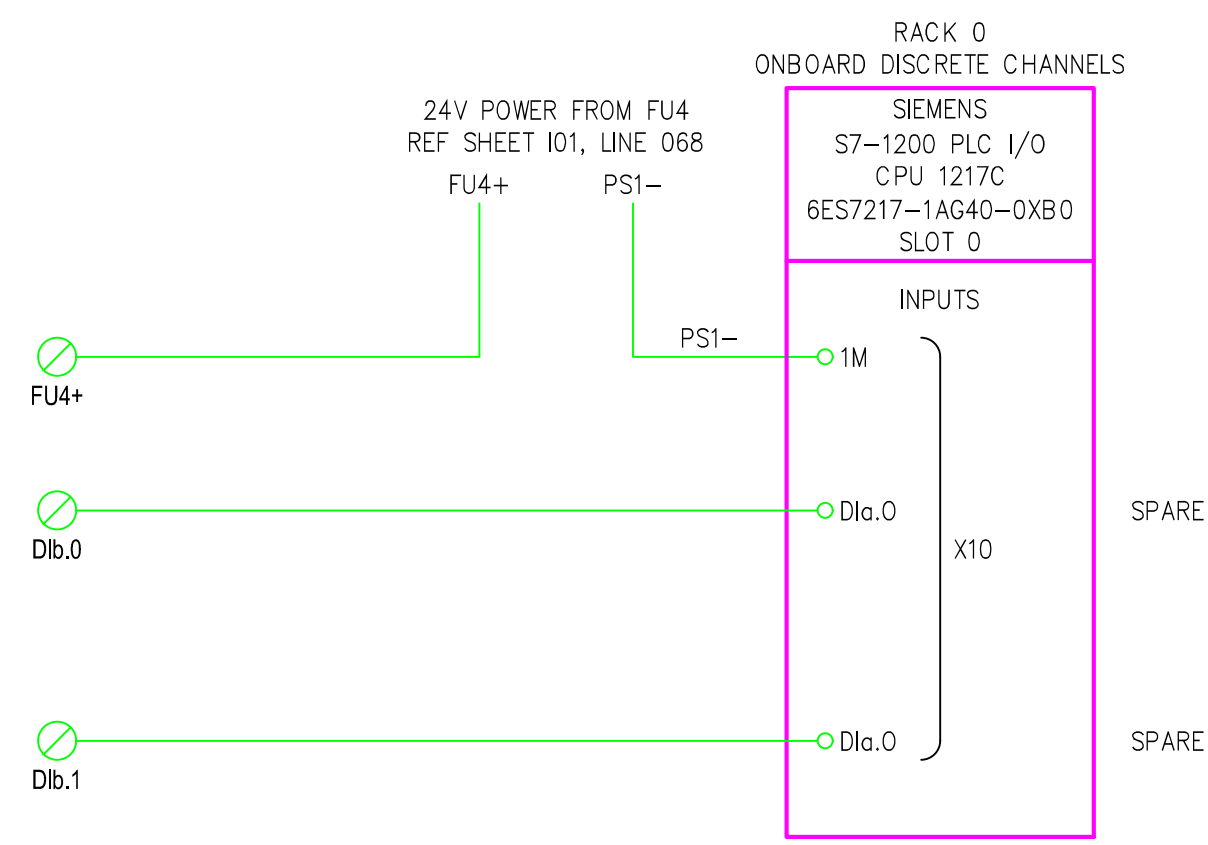 RACK 0
ONBOARD DISCRETE CHANNELS
24V POWER FROM FU4
REF SHEET I01, LINE 068
FU4+
PS1-
SIEMENS
S7-1200 PLC I/O
CPU 1217C
6ES7217-1AG40-0XB0
SLOT 0
INPUTS
PS1-
1M
FU4+
DIa.0
SPARE
DIb.0
X10
DIa.0
SPARE
DIb.1